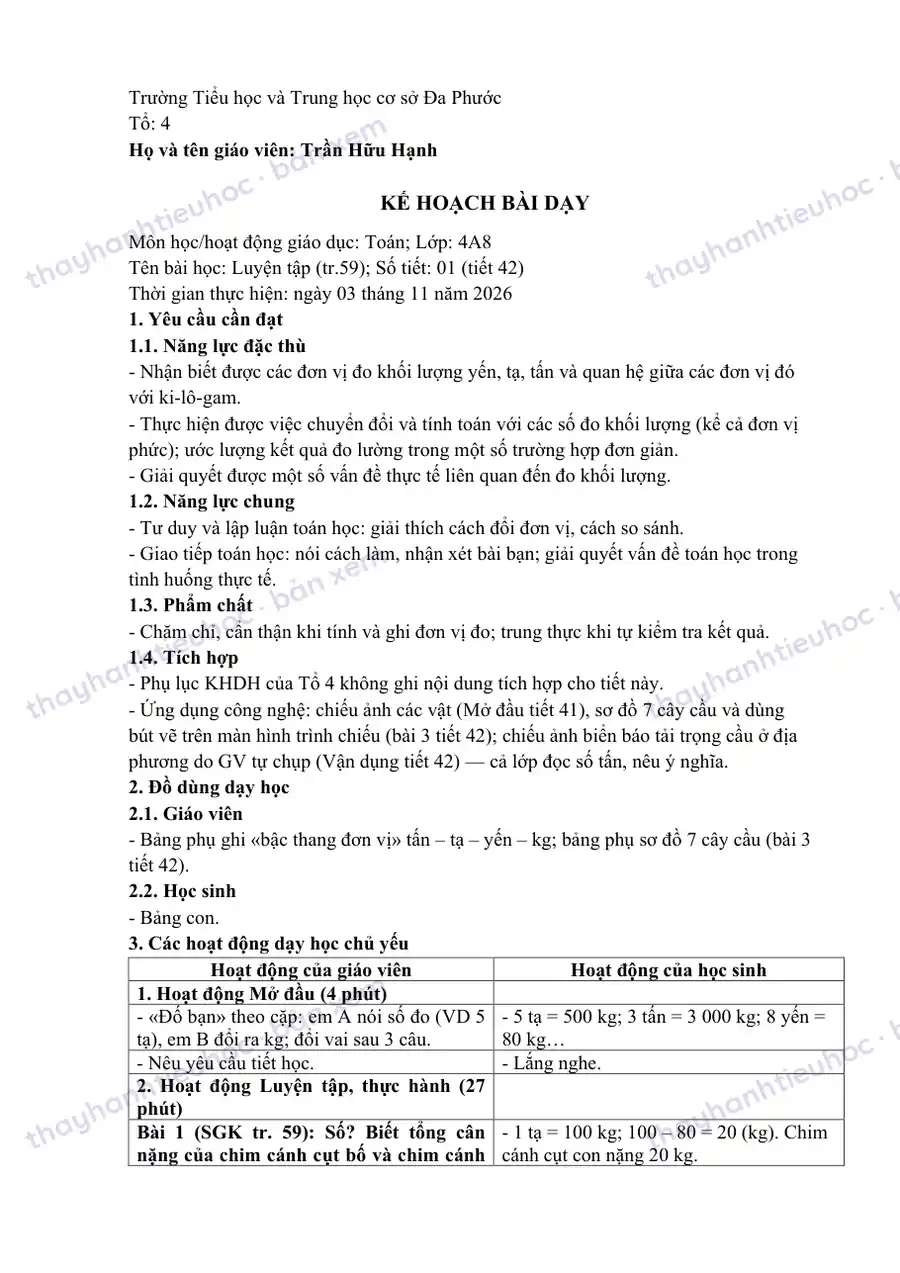 Trường Tiểu học và Trung học cơ sở Đa Phước
Tổ: 4
Họ và tên giáo viên: Trần Hữu Hạnh
KẾ HOẠCH BÀI DẠY
Môn học/hoạt động giáo dục: Toán; Lớp: 4A8
Tên bài học: Luyện tập (tr.59); Số tiết: 01 (tiết 42)
Thời gian thực hiện: ngày 03 tháng 11 năm 2026
1. Yêu cầu cần đạt
1.1. Năng lực đặc thù
- Nhận biết được các đơn vị đo khối lượng yến, tạ, tấn và quan hệ giữa các đơn vị đó
với ki-lô-gam.
- Thực hiện được việc chuyển đổi và tính toán với các số đo khối lượng (kể cả đơn vị
phức); ước lượng kết quả đo lường trong một số trường hợp đơn giản.
- Giải quyết được một số vấn đề thực tế liên quan đến đo khối lượng.
1.2. Năng lực chung
- Tư duy và lập luận toán học: giải thích cách đổi đơn vị, cách so sánh.
- Giao tiếp toán học: nói cách làm, nhận xét bài bạn; giải quyết vấn đề toán học trong
tình huống thực tế.
1.3. Phẩm chất
- Chăm chỉ, cẩn thận khi tính và ghi đơn vị đo; trung thực khi tự kiểm tra kết quả.
1.4. Tích hợp
- Phụ lục KHDH của Tổ 4 không ghi nội dung tích hợp cho tiết này.
- Ứng dụng công nghệ: chiếu ảnh các vật (Mở đầu tiết 41), sơ đồ 7 cây cầu và dùng
bút vẽ trên màn hình trình chiếu (bài 3 tiết 42); chiếu ảnh biển báo tải trọng cầu ở địa
phương do GV tự chụp (Vận dụng tiết 42) — cả lớp đọc số tấn, nêu ý nghĩa.
2. Đồ dùng dạy học
2.1. Giáo viên
- Bảng phụ ghi «bậc thang đơn vị» tấn – tạ – yến – kg; bảng phụ sơ đồ 7 cây cầu (bài 3
tiết 42).
2.2. Học sinh
- Bảng con.
3. Các hoạt động dạy học chủ yếu
Hoạt động của giáo viên Hoạt động của học sinh
1. Hoạt động Mở đầu (4 phút)
- «Đố bạn» theo cặp: em A nói số đo (VD 5 - 5 tạ = 500 kg; 3 tấn = 3 000 kg; 8 yến =
tạ), em B đổi ra kg; đổi vai sau 3 câu. 80 kg…
- Nêu yêu cầu tiết học. - Lắng nghe.
2. Hoạt động Luyện tập, thực hành (27
phút)
Bài 1 (SGK tr. 59): Số? Biết tổng cân - 1 tạ = 100 kg; 100 – 80 = 20 (kg). Chim
nặng của chim cánh cụt bố và chim cánh cánh cụt con nặng 20 kg.
thayhanhtieuhoc · bản xem